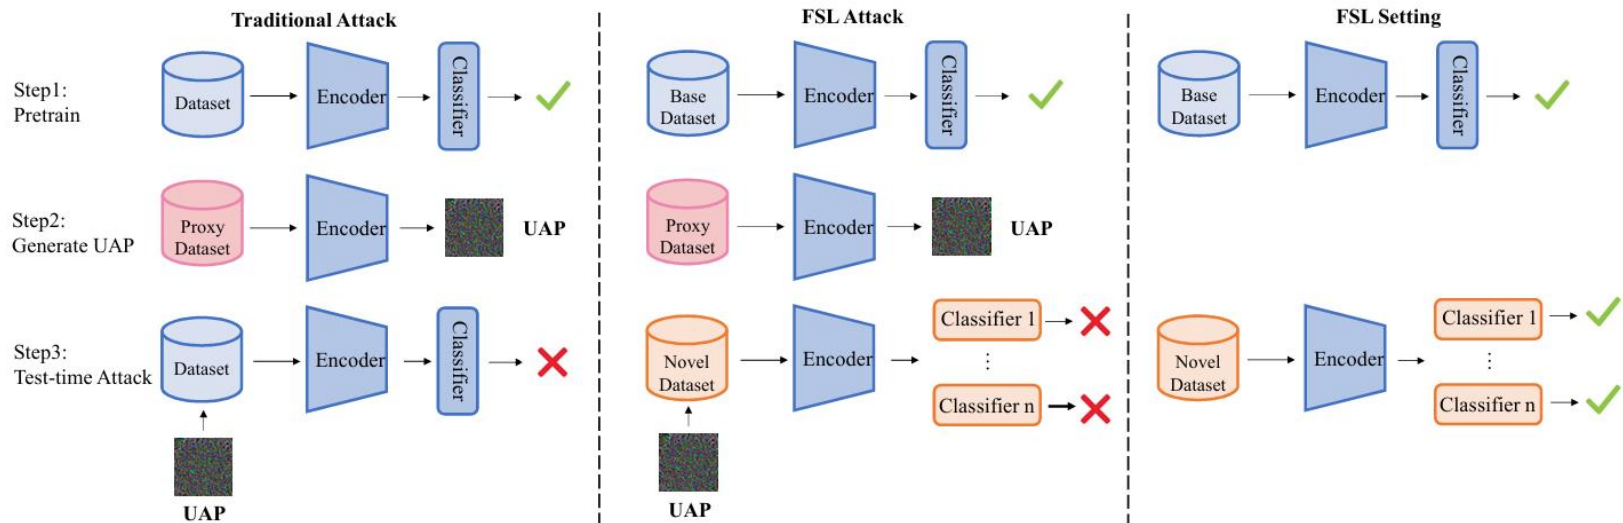 Traditional Attack
FSL Attack
FSL Setting
Step1:
Pretrain
Dataset
Encoder
Classifier
Base
Dataset
Encoder
Classifier
Base
Dataset
Encoder
Classifier
Step2:
Generate UAP
Proxy
Dataset
Encoder
UAP
Proxy
Dataset
Encoder
UAP
Step3:
Test-time Attack
Dataset
Encoder
Classifier
UAP
Novel
Dataset
Encoder
Classifier 1
⋮
Classifier n
UAP
Novel
Dataset
Encoder
Classifier 1
⋮
Classifier n